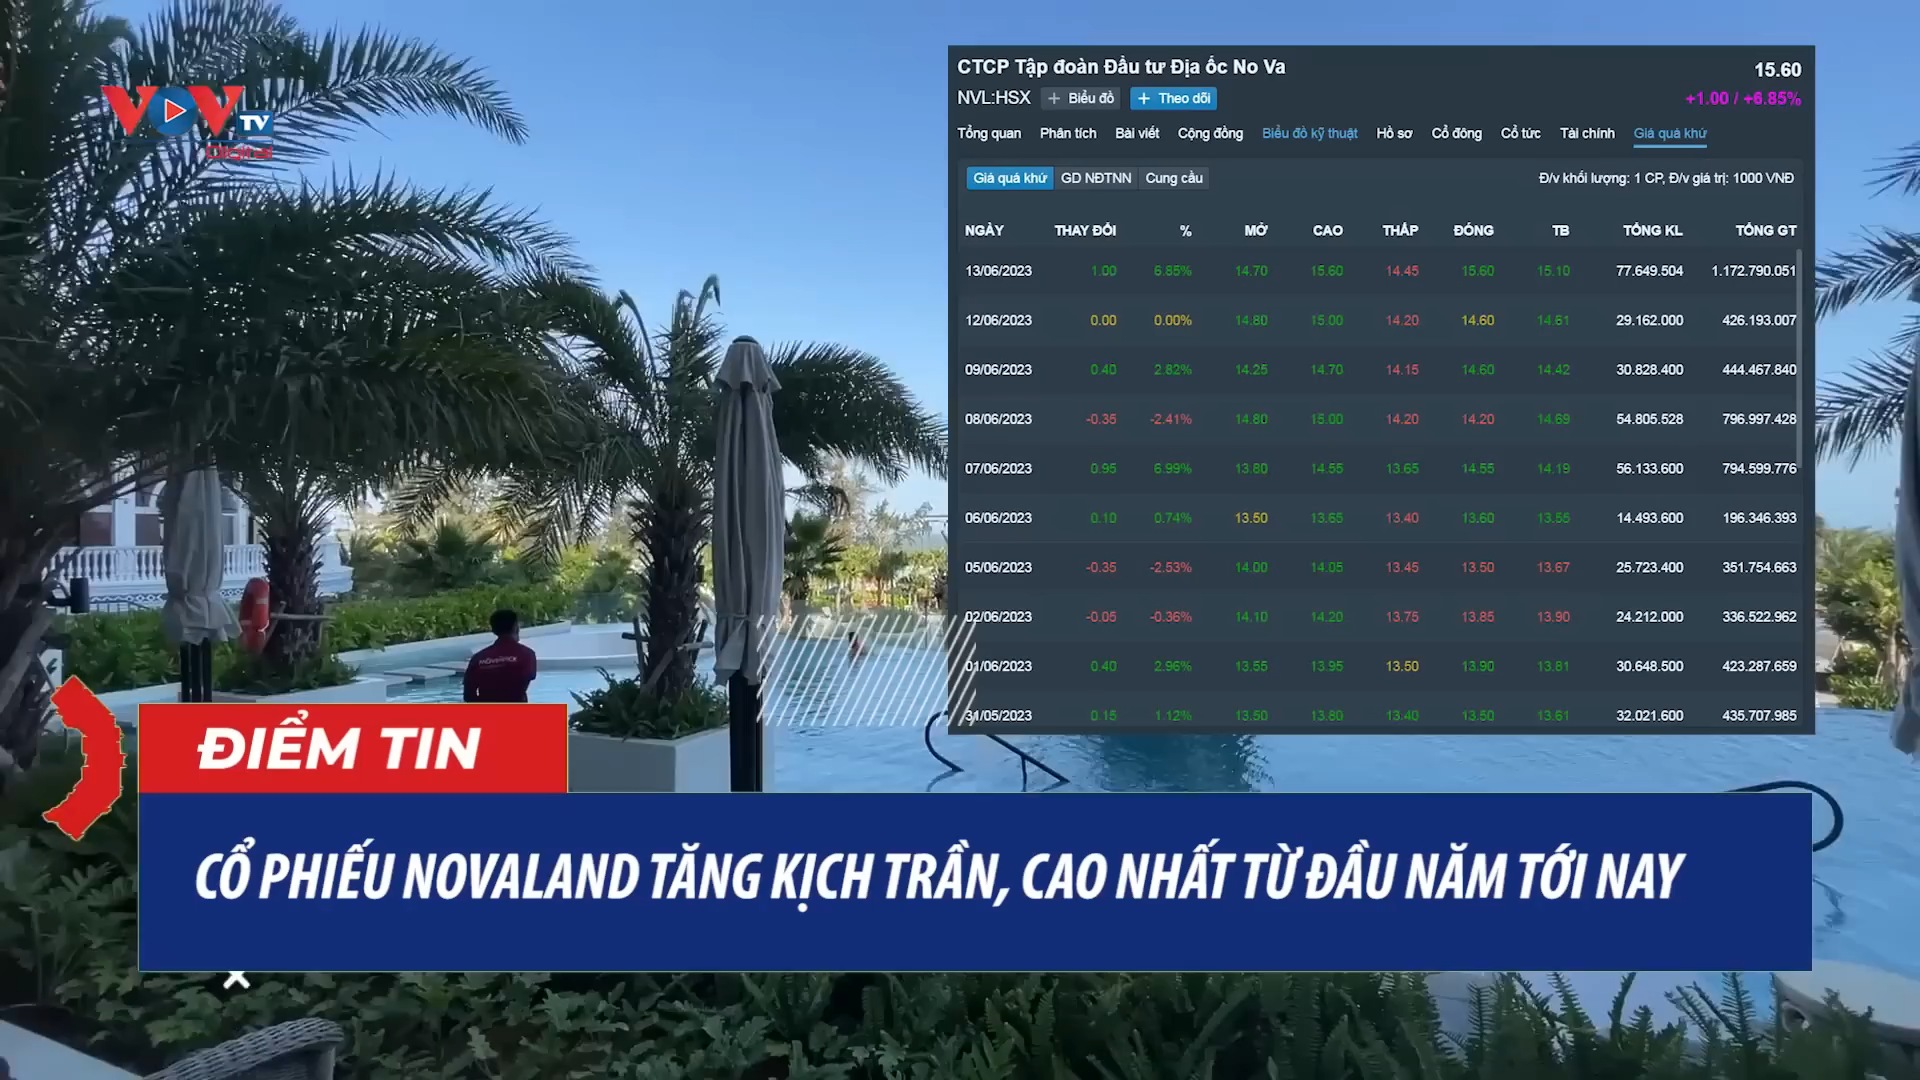 VOV TV
Digital
CTCP Tập đoàn Đầu tư Địa ốc No Va 15.60
NVL:HSX + Biểu đồ + Theo dõi +1.00 / +6.85%
Tổng quan Phân tích Bài viết Cộng đồng Biểu đồ kỹ thuật Hồ sơ Cổ đông Cổ tức Tài chính Giá quá khứ
Giá quá khứ GD NĐTNN Cung cầu Đ/v khối lượng: 1 CP, Đ/v giá trị: 1000 VNĐ
NGÀY THAY ĐỔI % MỞ CAO THẤP ĐÓNG TB TỔNG KL TỔNG GT
13/06/2023 1.00 6.85% 14.70 15.60 14.45 15.60 15.10 77.649.504 1.172.790.051
12/06/2023 0.00 0.00% 14.80 15.00 14.20 14.60 14.61 29.162.000 426.193.007
09/06/2023 0.40 2.82% 14.25 14.70 14.15 14.60 14.42 30.828.400 444.467.840
08/06/2023 -0.35 -2.41% 14.80 15.00 14.20 14.20 14.69 54.805.528 796.997.428
07/06/2023 0.95 6.99% 13.80 14.55 13.65 14.55 14.19 56.133.600 794.599.776
06/06/2023 0.10 0.74% 13.50 13.65 13.40 13.60 13.55 14.493.600 196.346.393
05/06/2023 -0.35 -2.53% 14.00 14.05 13.45 13.50 13.67 25.723.400 351.754.663
02/06/2023 -0.05 -0.36% 14.10 14.20 13.75 13.85 13.90 24.212.000 336.522.962
01/06/2023 0.40 2.96% 13.55 13.95 13.50 13.90 13.81 30.648.500 423.287.659
31/05/2023 0.15 1.12% 13.50 13.80 13.40 13.50 13.61 32.021.600 435.707.985
MÖVENPICK
ĐIỂM TIN
CỔ PHIẾU NOVALAND TĂNG KỊCH TRẦN, CAO NHẤT TỪ ĐẦU NĂM TỚI NAY